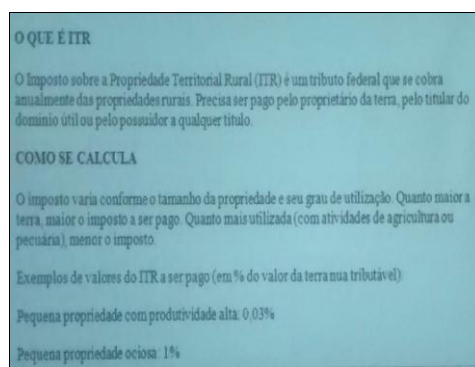 O QUE É ITR
O Imposto sobre a Propriedade Territorial Rural (ITR) é um tributo federal que se cobra
anualmente das propriedades rurais. Precisa ser pago pelo proprietário da terra, pelo titular do
domínio útil ou pelo possuidor a qualquer título.
COMO SE CALCULA
O imposto varia conforme o tamanho da propriedade e seu grau de utilização. Quanto maior a
terra, maior o imposto a ser pago. Quanto mais utilizada (com atividades de agricultura ou
pecuária), menor o imposto.
Exemplos de valores do ITR a ser pago (em % do valor da terra nua tributável)
Pequena propriedade com produtividade alta: 0,03%
Pequena propriedade ociosa: 1%